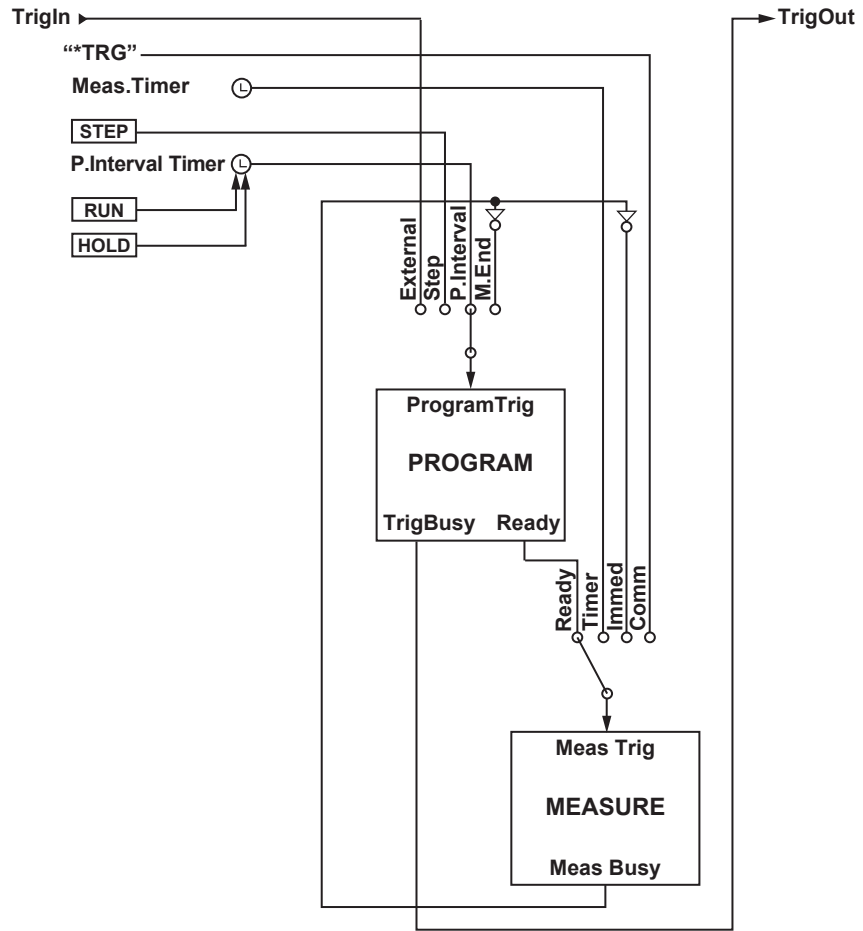 TrigIn
TrigOut
“*TRG”
Meas.Timer
STEP
P.Interval Timer
RUN
HOLD
External
Step
P.Interval
M.End
ProgramTrig
PROGRAM
TrigBusy Ready
Ready
Timer
Immed
Comm
Meas Trig
MEASURE
Meas Busy